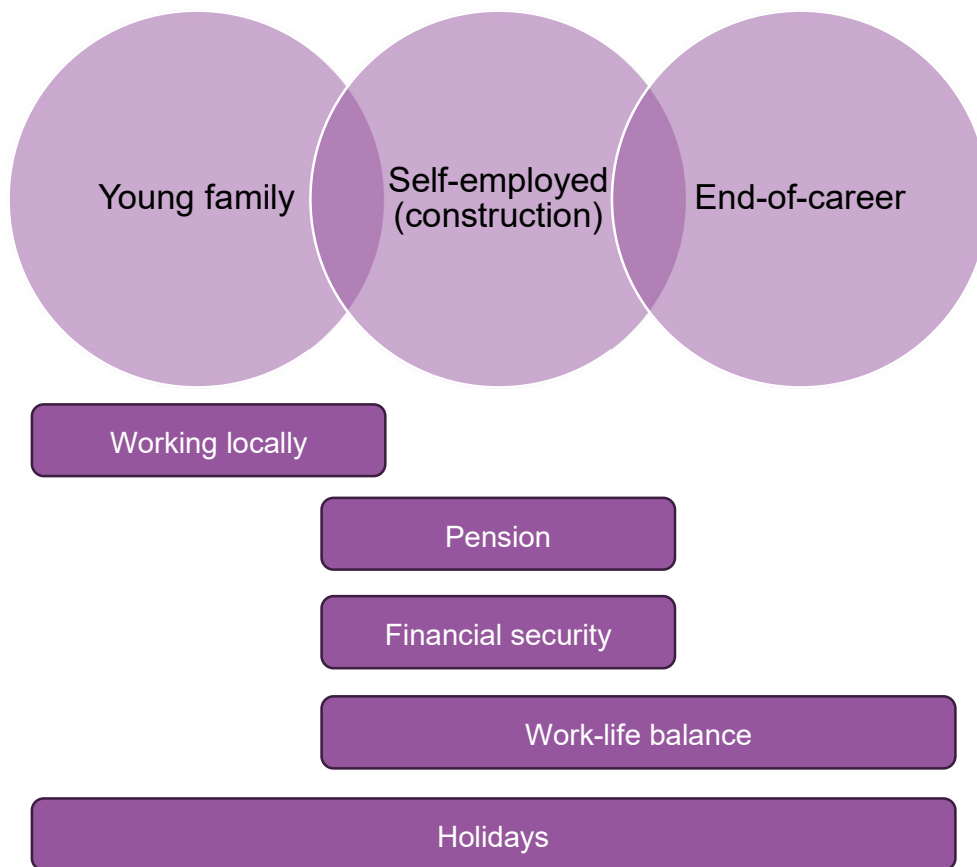 Young family
Self-employed
(construction)
End-of-career
Working locally
Pension
Financial security
Work-life balance
Holidays